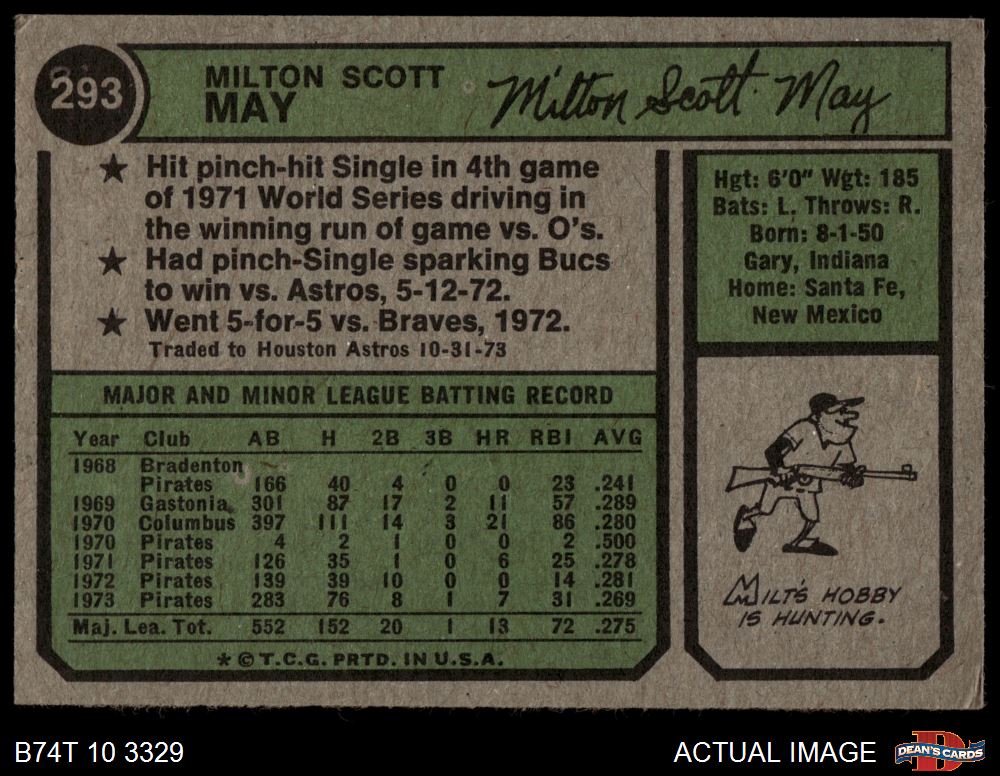 293
MILTON SCOTT
MAY
Milton Scott May
★ Hit pinch-hit Single in 4th game
of 1971 World Series driving in
the winning run of game vs. O's.
★ Had pinch-Single sparking Bucs
to win vs. Astros, 5-12-72.
★ Went 5-for-5 vs. Braves, 1972.
Traded to Houston Astros 10-31-73
Hgt: 6'0" Wgt: 185
Bats: L. Throws: R.
Born: 8-1-50
Gary, Indiana
Home: Santa Fe,
New Mexico
MAJOR AND MINOR LEAGUE BATTING RECORD
Year Club AB H 2B 3B HR RBI AVG
1968 Bradenton
Pirates 166 40 4 0 0 23 .241
1969 Gastonia 301 87 17 2 11 57 .289
1970 Columbus 397 111 14 3 21 86 .280
1970 Pirates 4 2 1 0 0 2 .500
1971 Pirates 126 35 1 0 6 25 .278
1972 Pirates 139 39 10 0 0 14 .281
1973 Pirates 283 76 8 1 7 31 .269
Maj. Lea. Tot. 552 152 20 1 13 72 .275
* © T.C.G. PRTD. IN U.S.A.
MILT'S HOBBY
IS HUNTING.
B74T 10 3329
ACTUAL IMAGE
DEAN'S CARDS